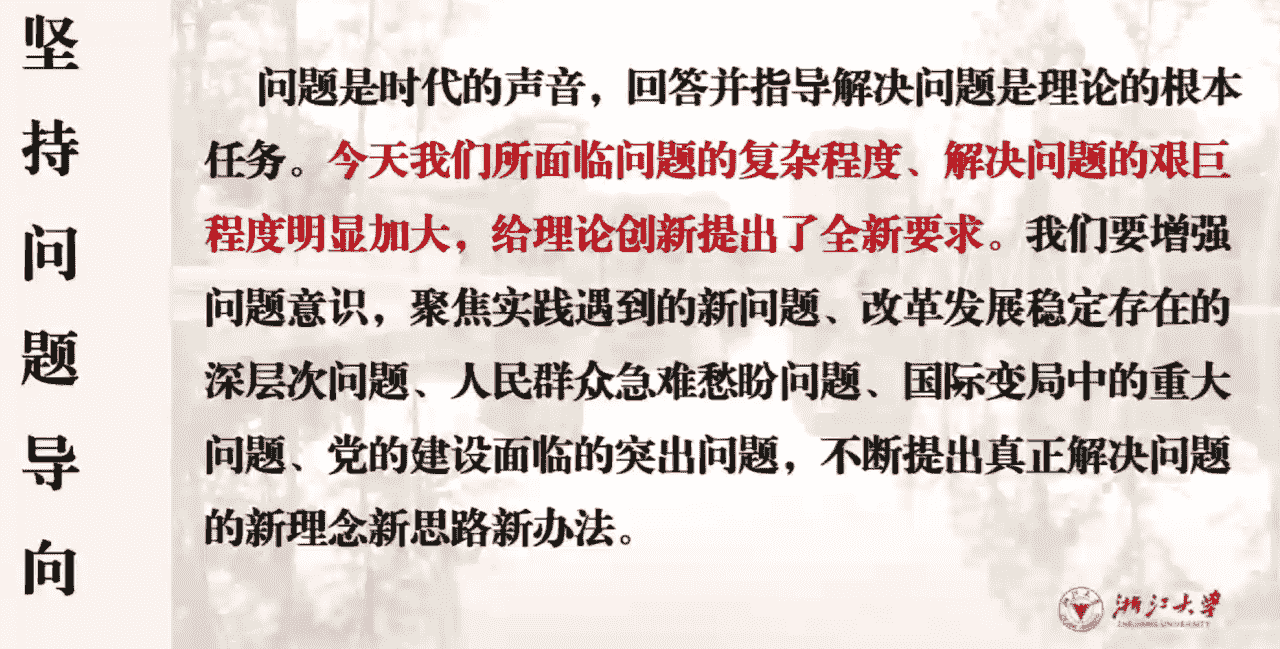 坚持问题导向
问题是时代的声音，回答并指导解决问题是理论的根本
任务。今天我们所面临问题的复杂程度、解决问题的艰巨
程度明显加大，给理论创新提出了全新要求。我们要增强
问题意识，聚焦实践遇到的新问题、改革发展稳定存在的
深层次问题、人民群众急难愁盼问题、国际变局中的重大
问题、党的建设面临的突出问题，不断提出真正解决问题
的新理念新思路新办法。
浙江大学
ZHEJIANG UNIVERSITY